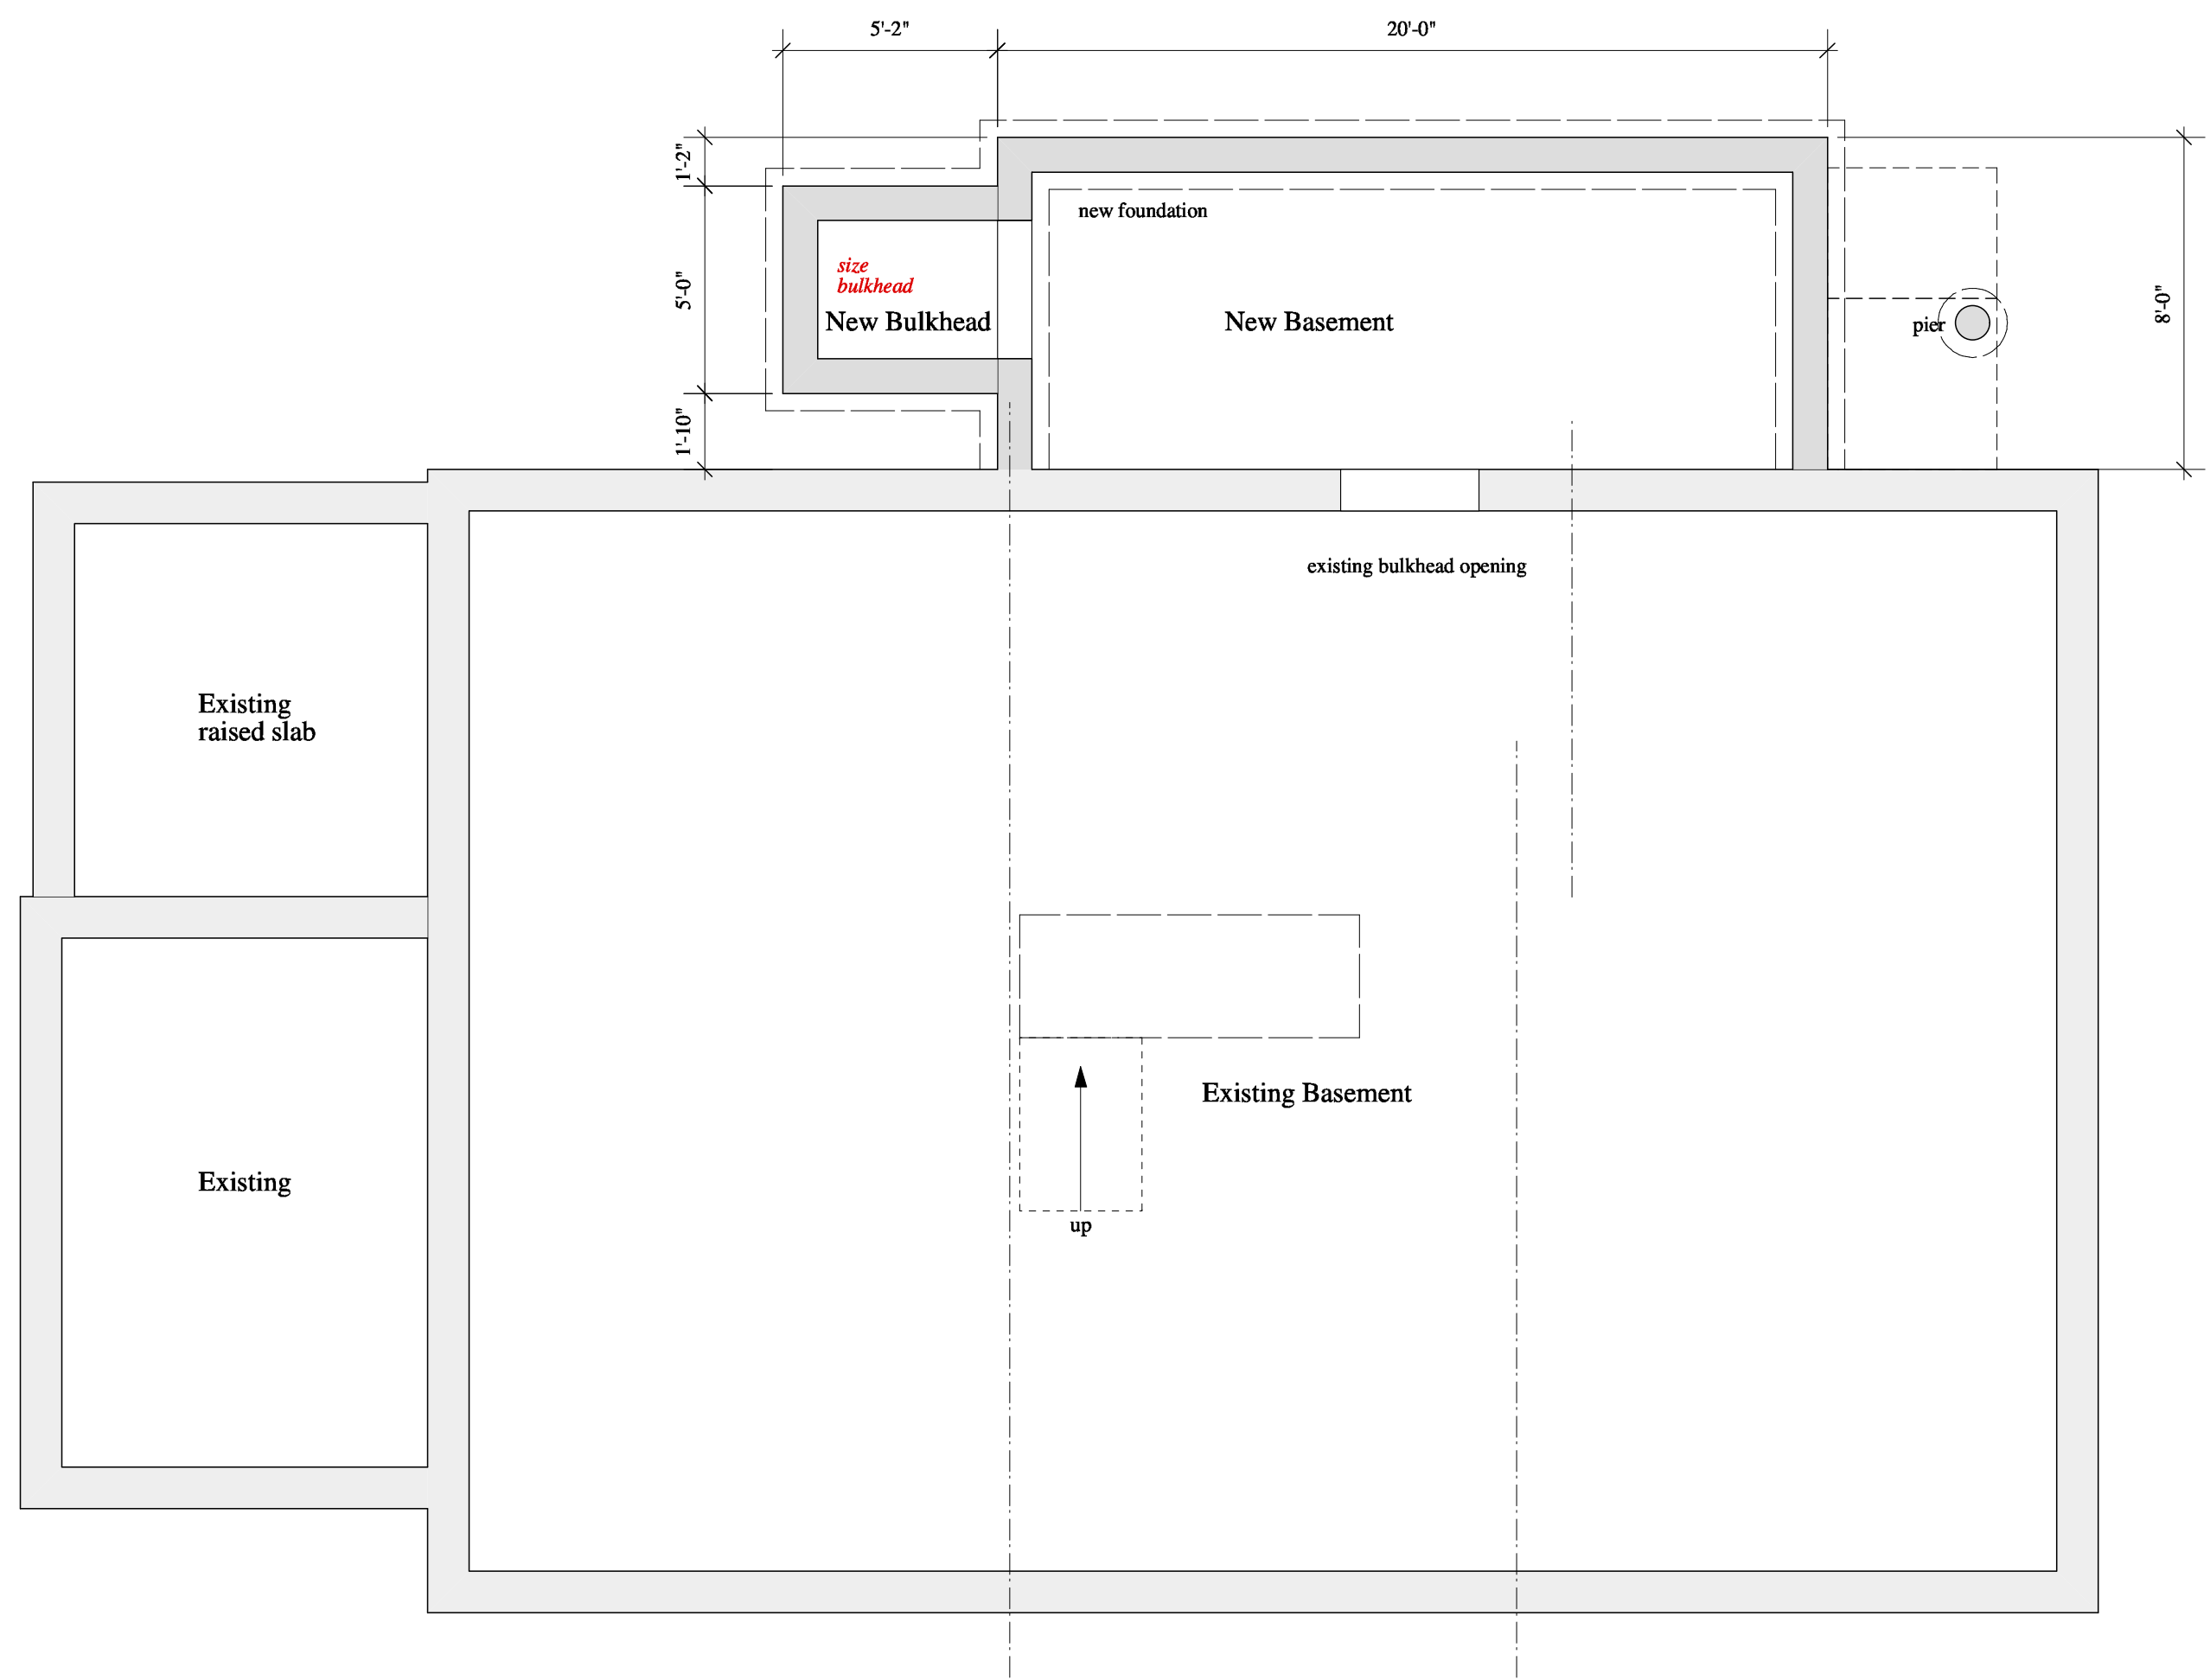 5'-2"
20'-0"
1'-2"
new foundation
size
bulkhead
5'-0"
8'-0"
New Bulkhead
New Basement
pier
1'-10"
existing bulkhead opening
Existing
raised slab
Existing Basement
Existing
up